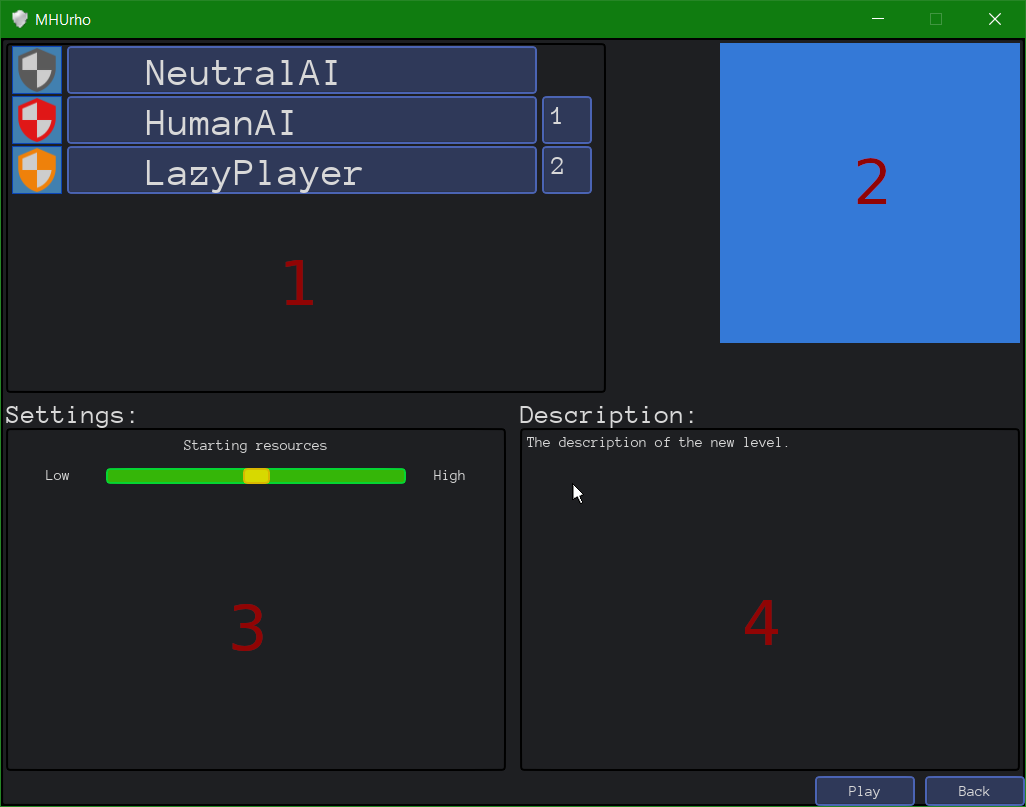 MHUrho
NeutralAI
HumanAI 1
LazyPlayer 2
2
1
Settings:
Starting resources
Low High
3
Description:
The description of the new level.
4
Play Back